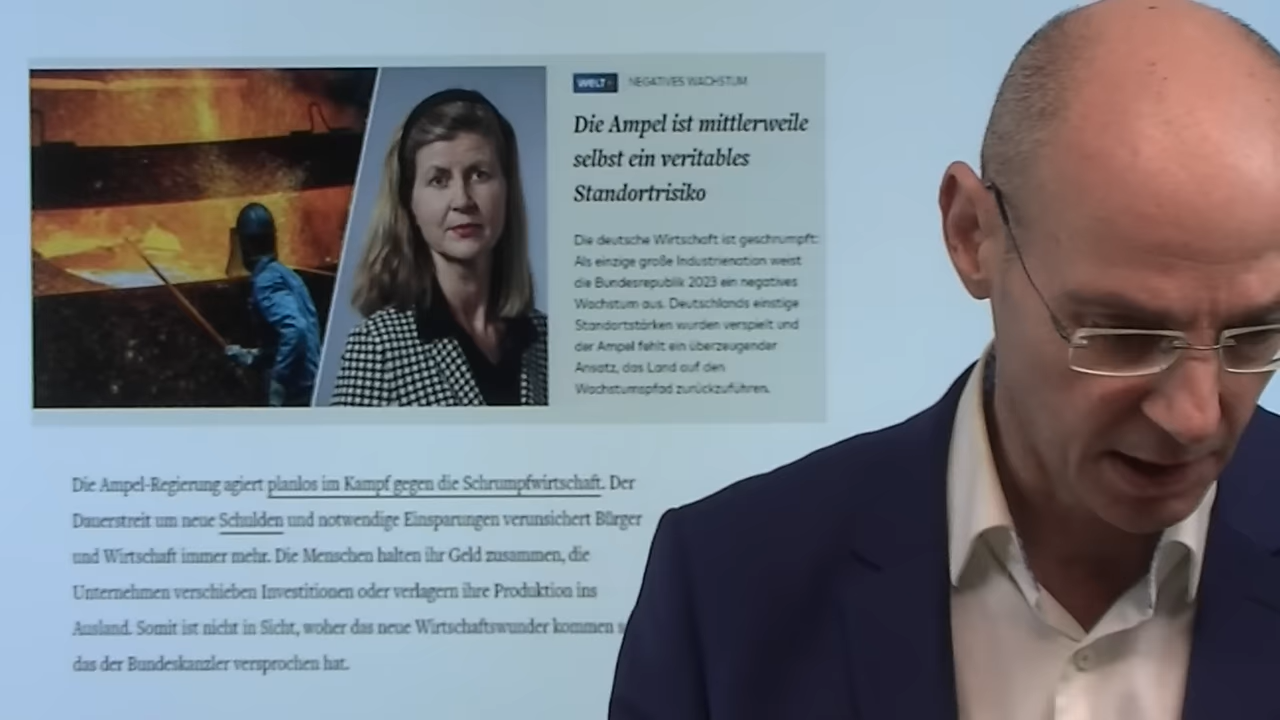 WELT+ NEGATIVES WACHSTUM
Die Ampel ist mittlerweile
selbst ein veritables
Standortrisiko
Die deutsche Wirtschaft ist geschrumpft:
Als einzige große Industrienation weist
die Bundesrepublik 2023 ein negatives
Wachstum aus. Deutschlands einstige
Standortstärken wurden verspielt und
der Ampel fehlt ein überzeugender
Ansatz, das Land auf den
Wachstumspfad zurückzuführen.
Die Ampel-Regierung agiert planlos im Kampf gegen die Schrumpfwirtschaft. Der
Dauerstreit um neue Schulden und notwendige Einsparungen verunsichert Bürger
und Wirtschaft immer mehr. Die Menschen halten ihr Geld zusammen, die
Unternehmen verschieben Investitionen oder verlagern ihre Produktion ins
Ausland. Somit ist nicht in Sicht, woher das neue Wirtschaftswunder kommen
das der Bundeskanzler versprochen hat.